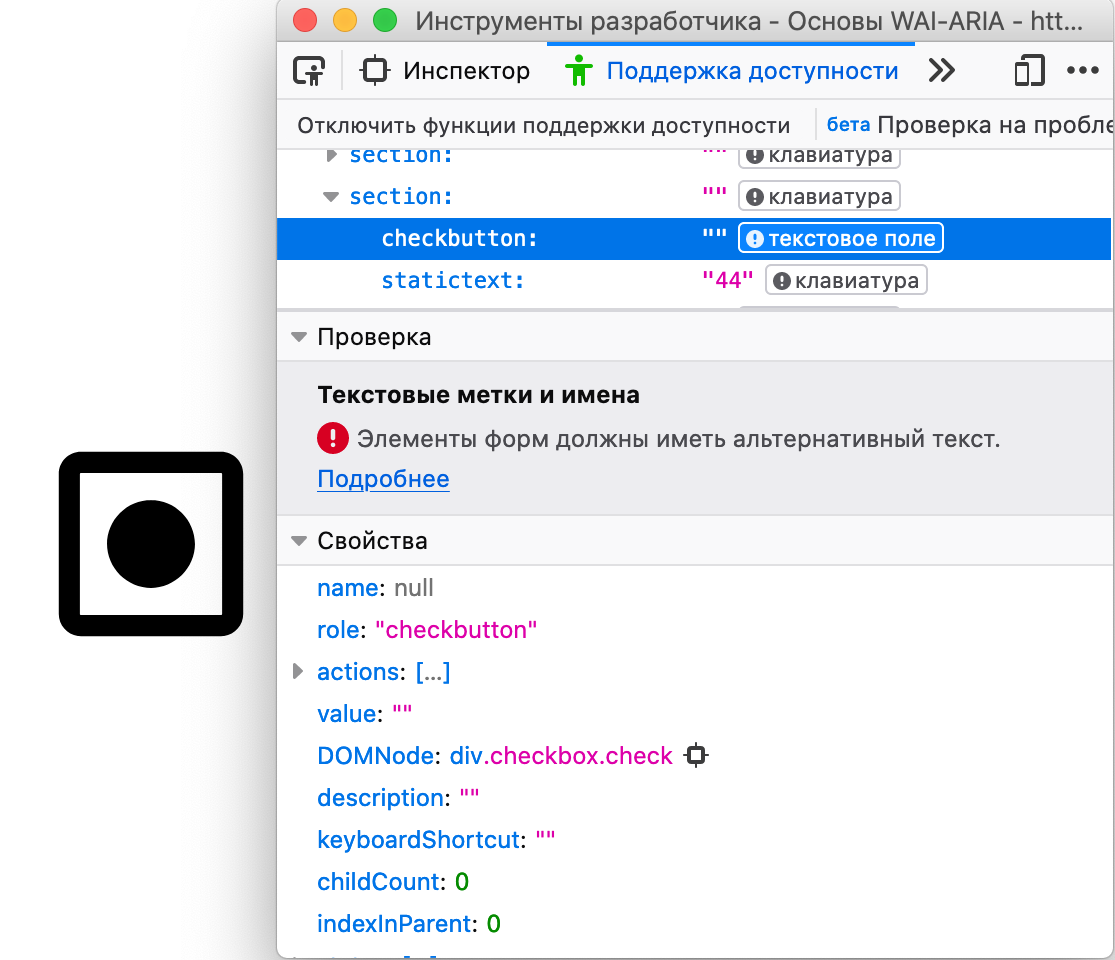 Инструменты разработчика - Основы WAI-ARIA - htt...
Инспектор Поддержка доступности
Отключить функции поддержки доступности бета Проверка на пробле
section: "" клавиатура
section: "" клавиатура
checkbutton: "" текстовое поле
statictext: "44" клавиатура
Проверка
Текстовые метки и имена
Элементы форм должны иметь альтернативный текст.
Подробнее
Свойства
name: null
role: "checkbutton"
actions: […]
value: ""
DOMNode: div.checkbox.check
description: ""
keyboardShortcut: ""
childCount: 0
indexInParent: 0